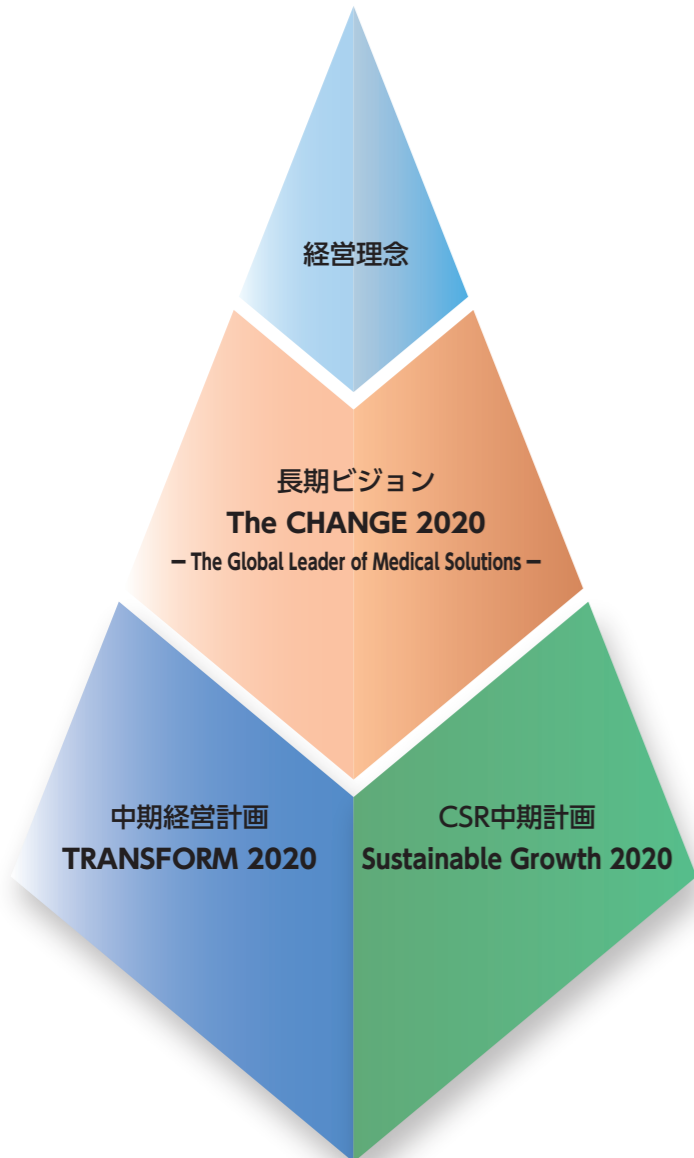 経営理念
長期ビジョン
The CHANGE 2020
– The Global Leader of Medical Solutions –
中期経営計画
TRANSFORM 2020
CSR中期計画
Sustainable Growth 2020